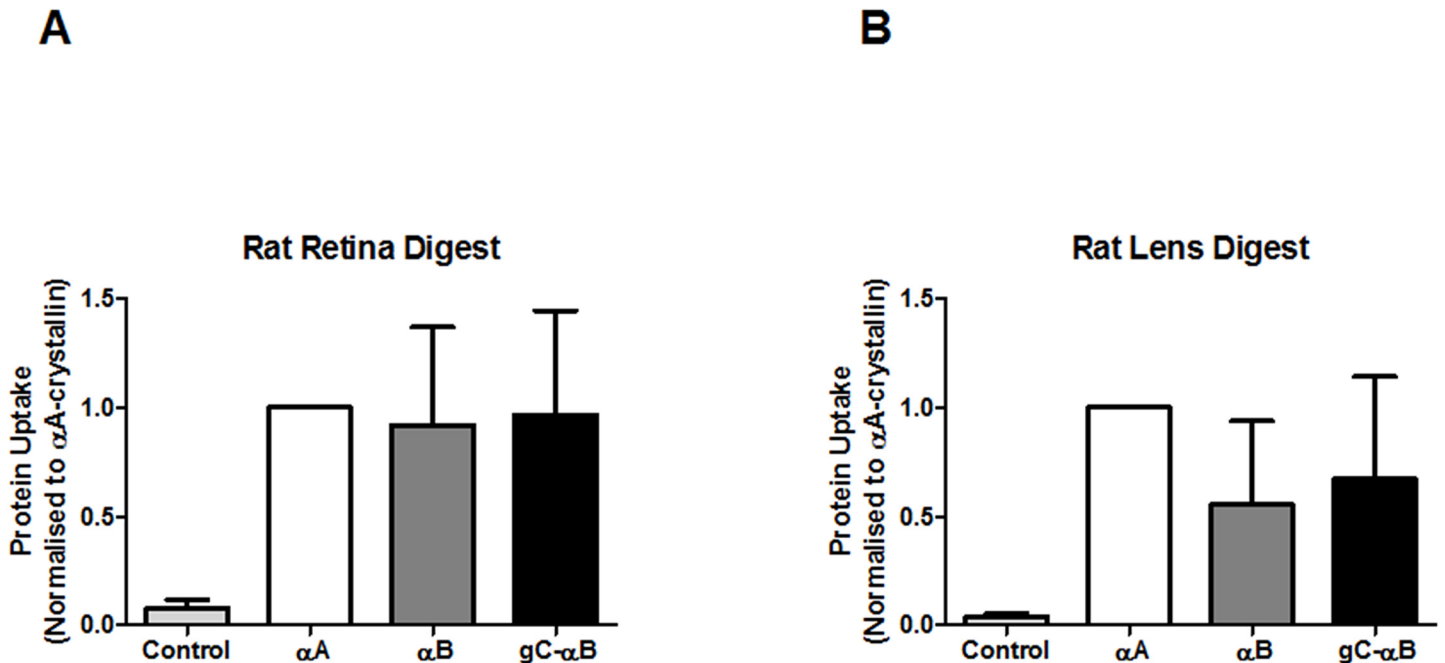 A
Rat Retina Digest
Protein Uptake
(Normalised to αA-crystallin)
1.5
1.0
0.5
0.0
Control αA αB gC-αB
B
Rat Lens Digest
Protein Uptake
(Normalised to αA-crystallin)
1.5
1.0
0.5
0.0
Control αA αB gC-αB